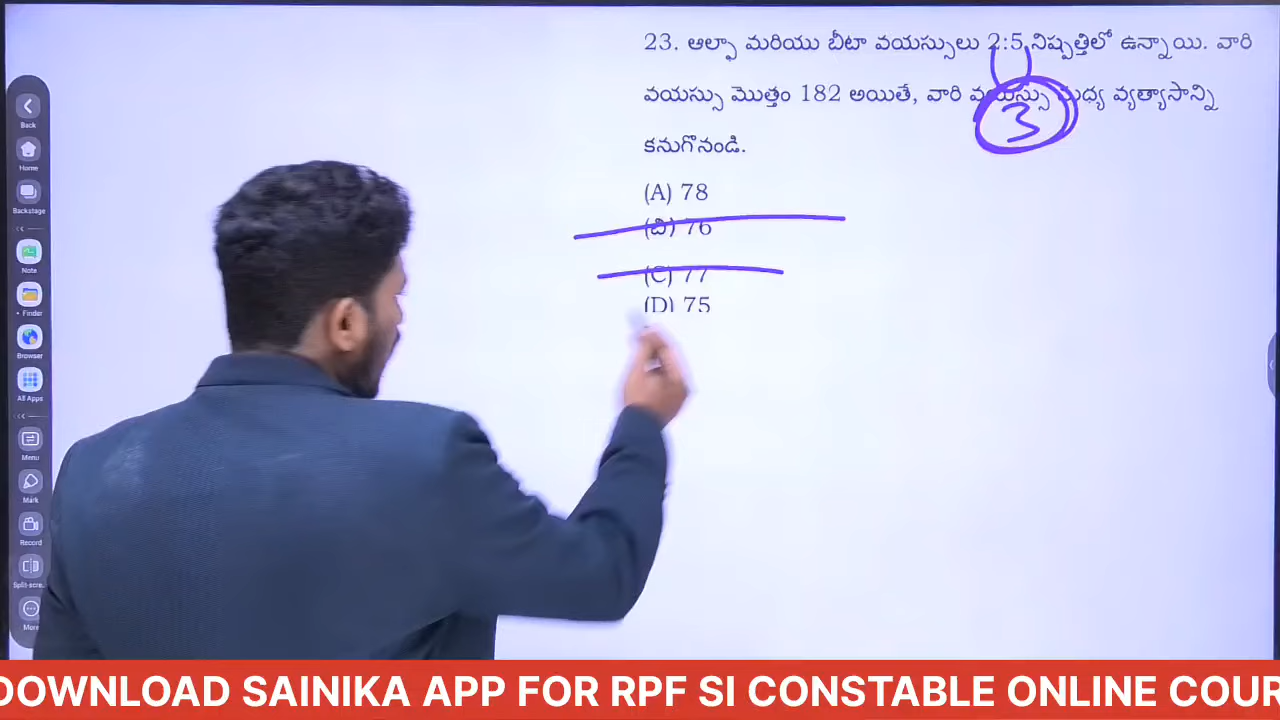 23. ఆల్ఫా మరియు బీటా వయస్సులు 2:5 నిష్పత్తిలో ఉన్నాయి. వారి
వయస్సు మొత్తం 182 అయితే, వారి వయస్సు మధ్య వ్యత్యాసాన్ని
3
కనుగొనండి.
(A) 78
(B) 76
(C) 77
(D) 75
Back
Home
Backstage
Note
Finder
Browser
All Apps
Menu
Mark
Record
Split-scre..
More
DOWNLOAD SAINIKA APP FOR RPF SI CONSTABLE ONLINE COUR